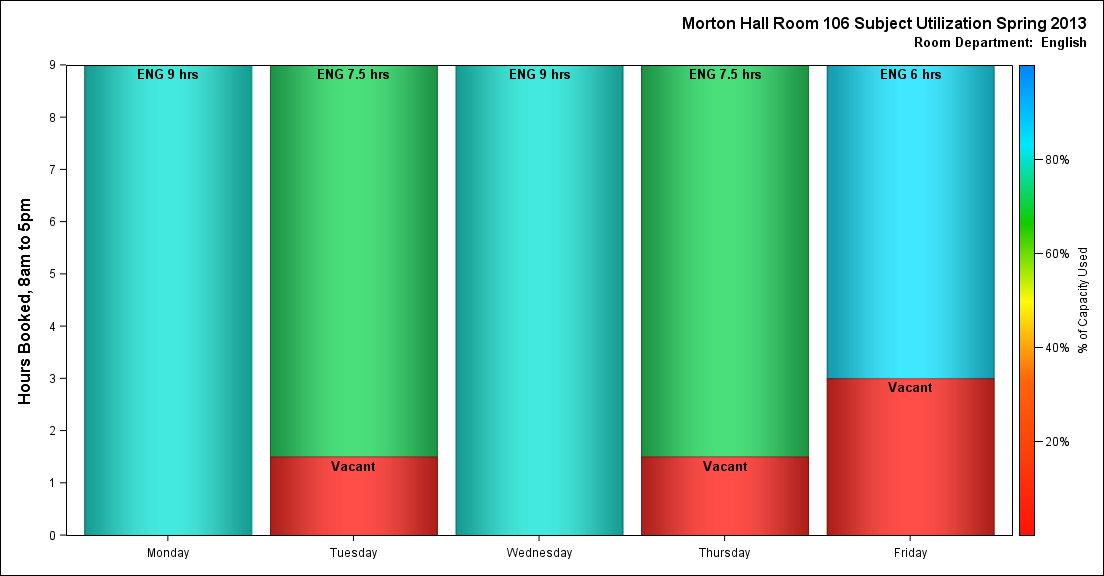 Morton Hall Room 106 Subject Utilization Spring 2013
Room Department:  English
Hours Booked, 8am to 5pm
9
8
7
6
5
4
3
2
1
0
ENG 9 hrs
ENG 7.5 hrs
ENG 9 hrs
ENG 7.5 hrs
ENG 6 hrs
Vacant
Vacant
Vacant
Monday
Tuesday
Wednesday
Thursday
Friday
80%
60%
40%
20%
% of Capacity Used